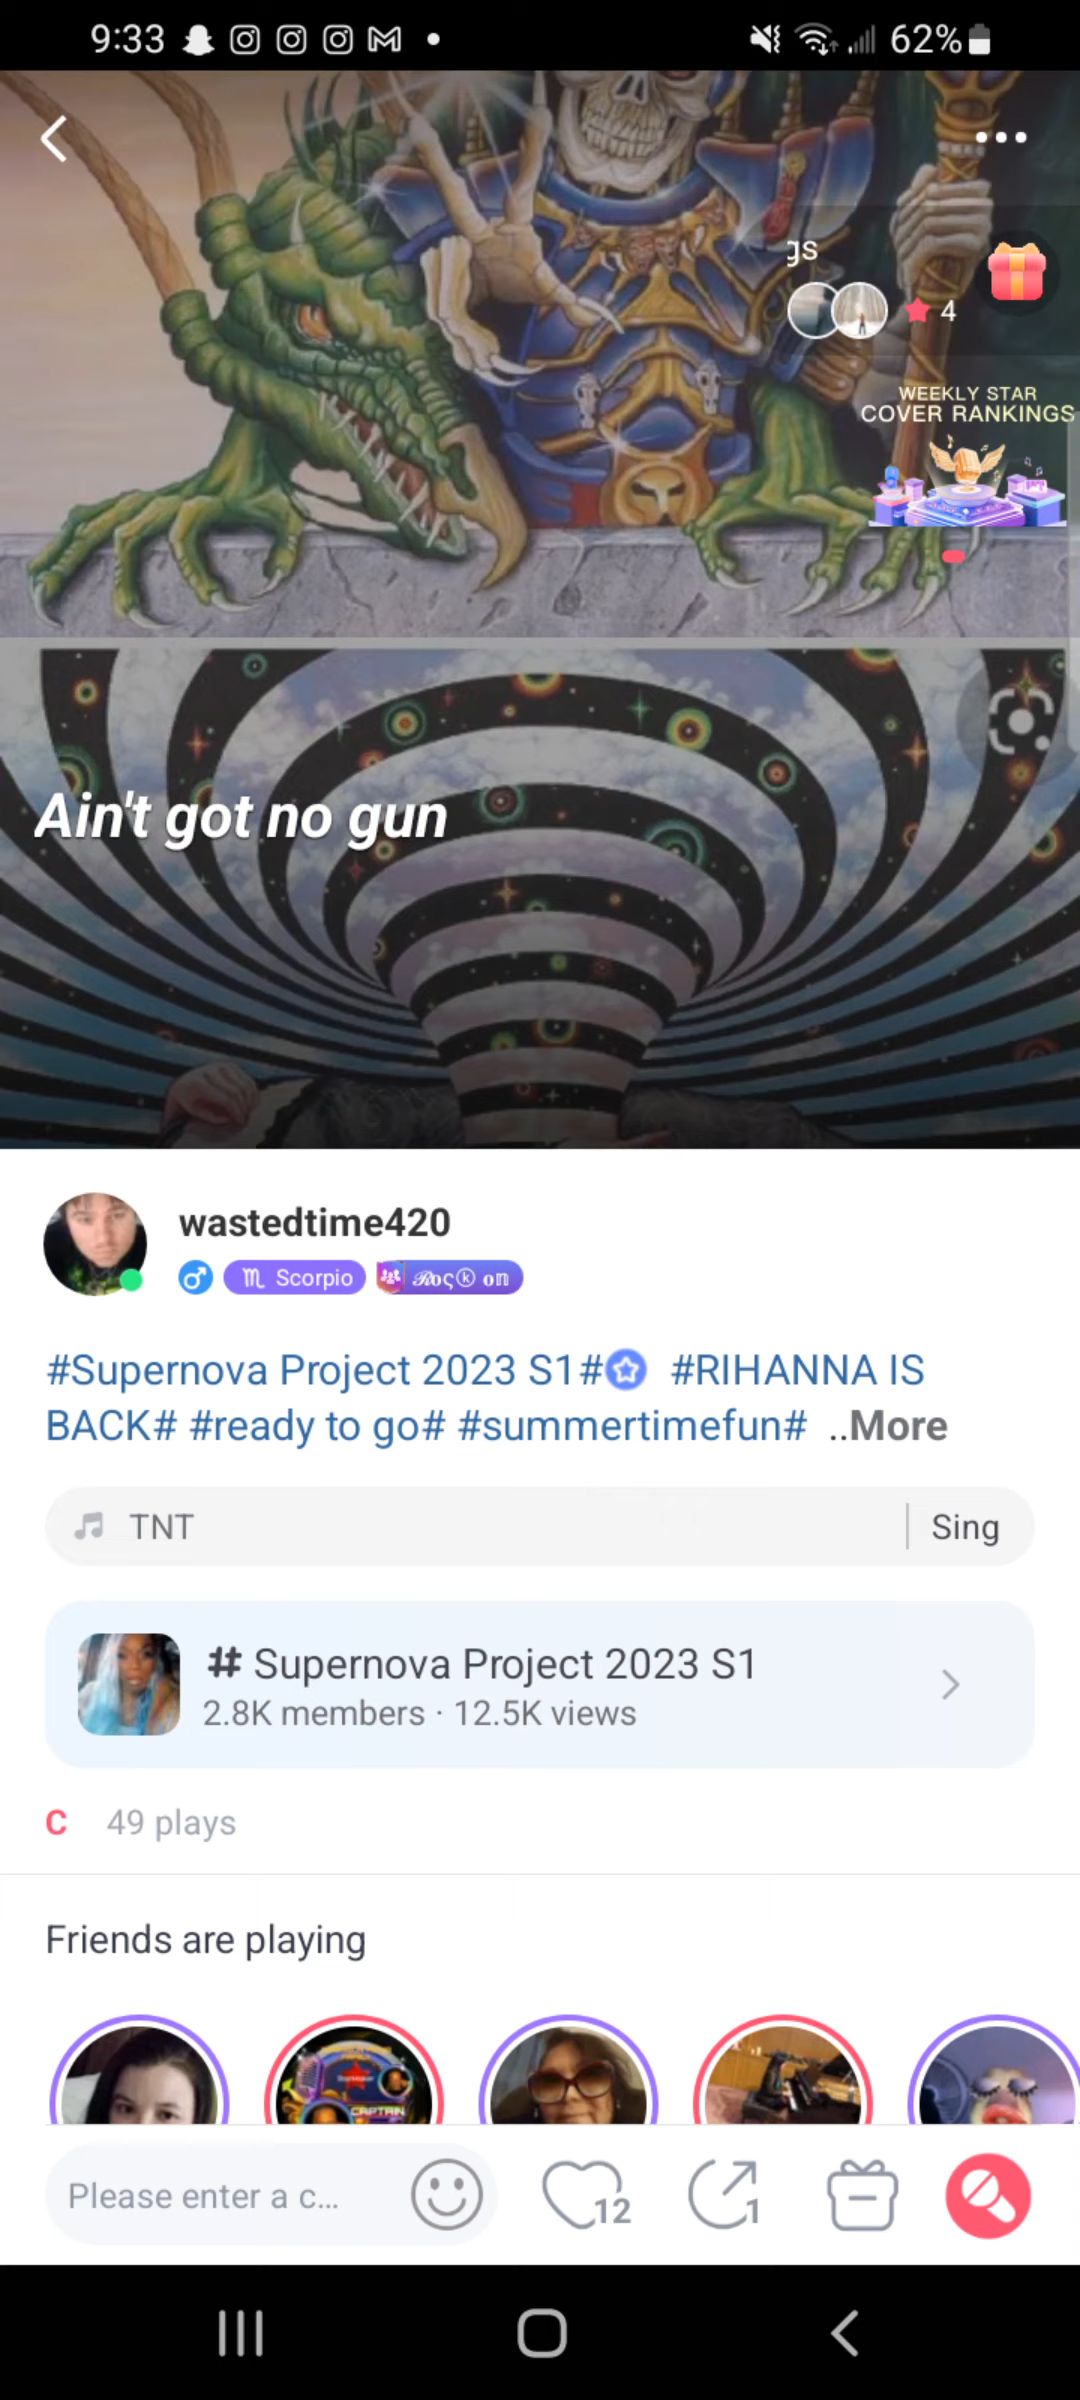 9:33
62%
gs
4
WEEKLY STAR
COVER RANKINGS
Ain't got no gun
wastedtime420
Scorpio
#Supernova Project 2023 S1# #RIHANNA IS
BACK# #ready to go# #summertimefun# ..More
TNT
Sing
# Supernova Project 2023 S1
2.8K members · 12.5K views
C 49 plays
Friends are playing
CAPTAIN
Please enter a c...
12
1